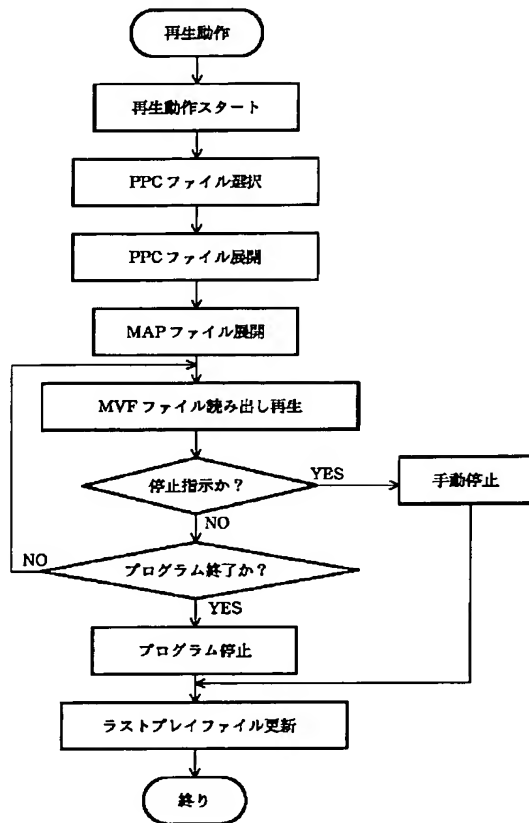 再生動作
再生動作スタート
PPCファイル選択
PPCファイル展開
MAPファイル展開
MVFファイル読み出し再生
停止指示か?
YES
手動停止
NO
プログラム終了か?
NO
YES
プログラム停止
ラストプレイファイル更新
終り